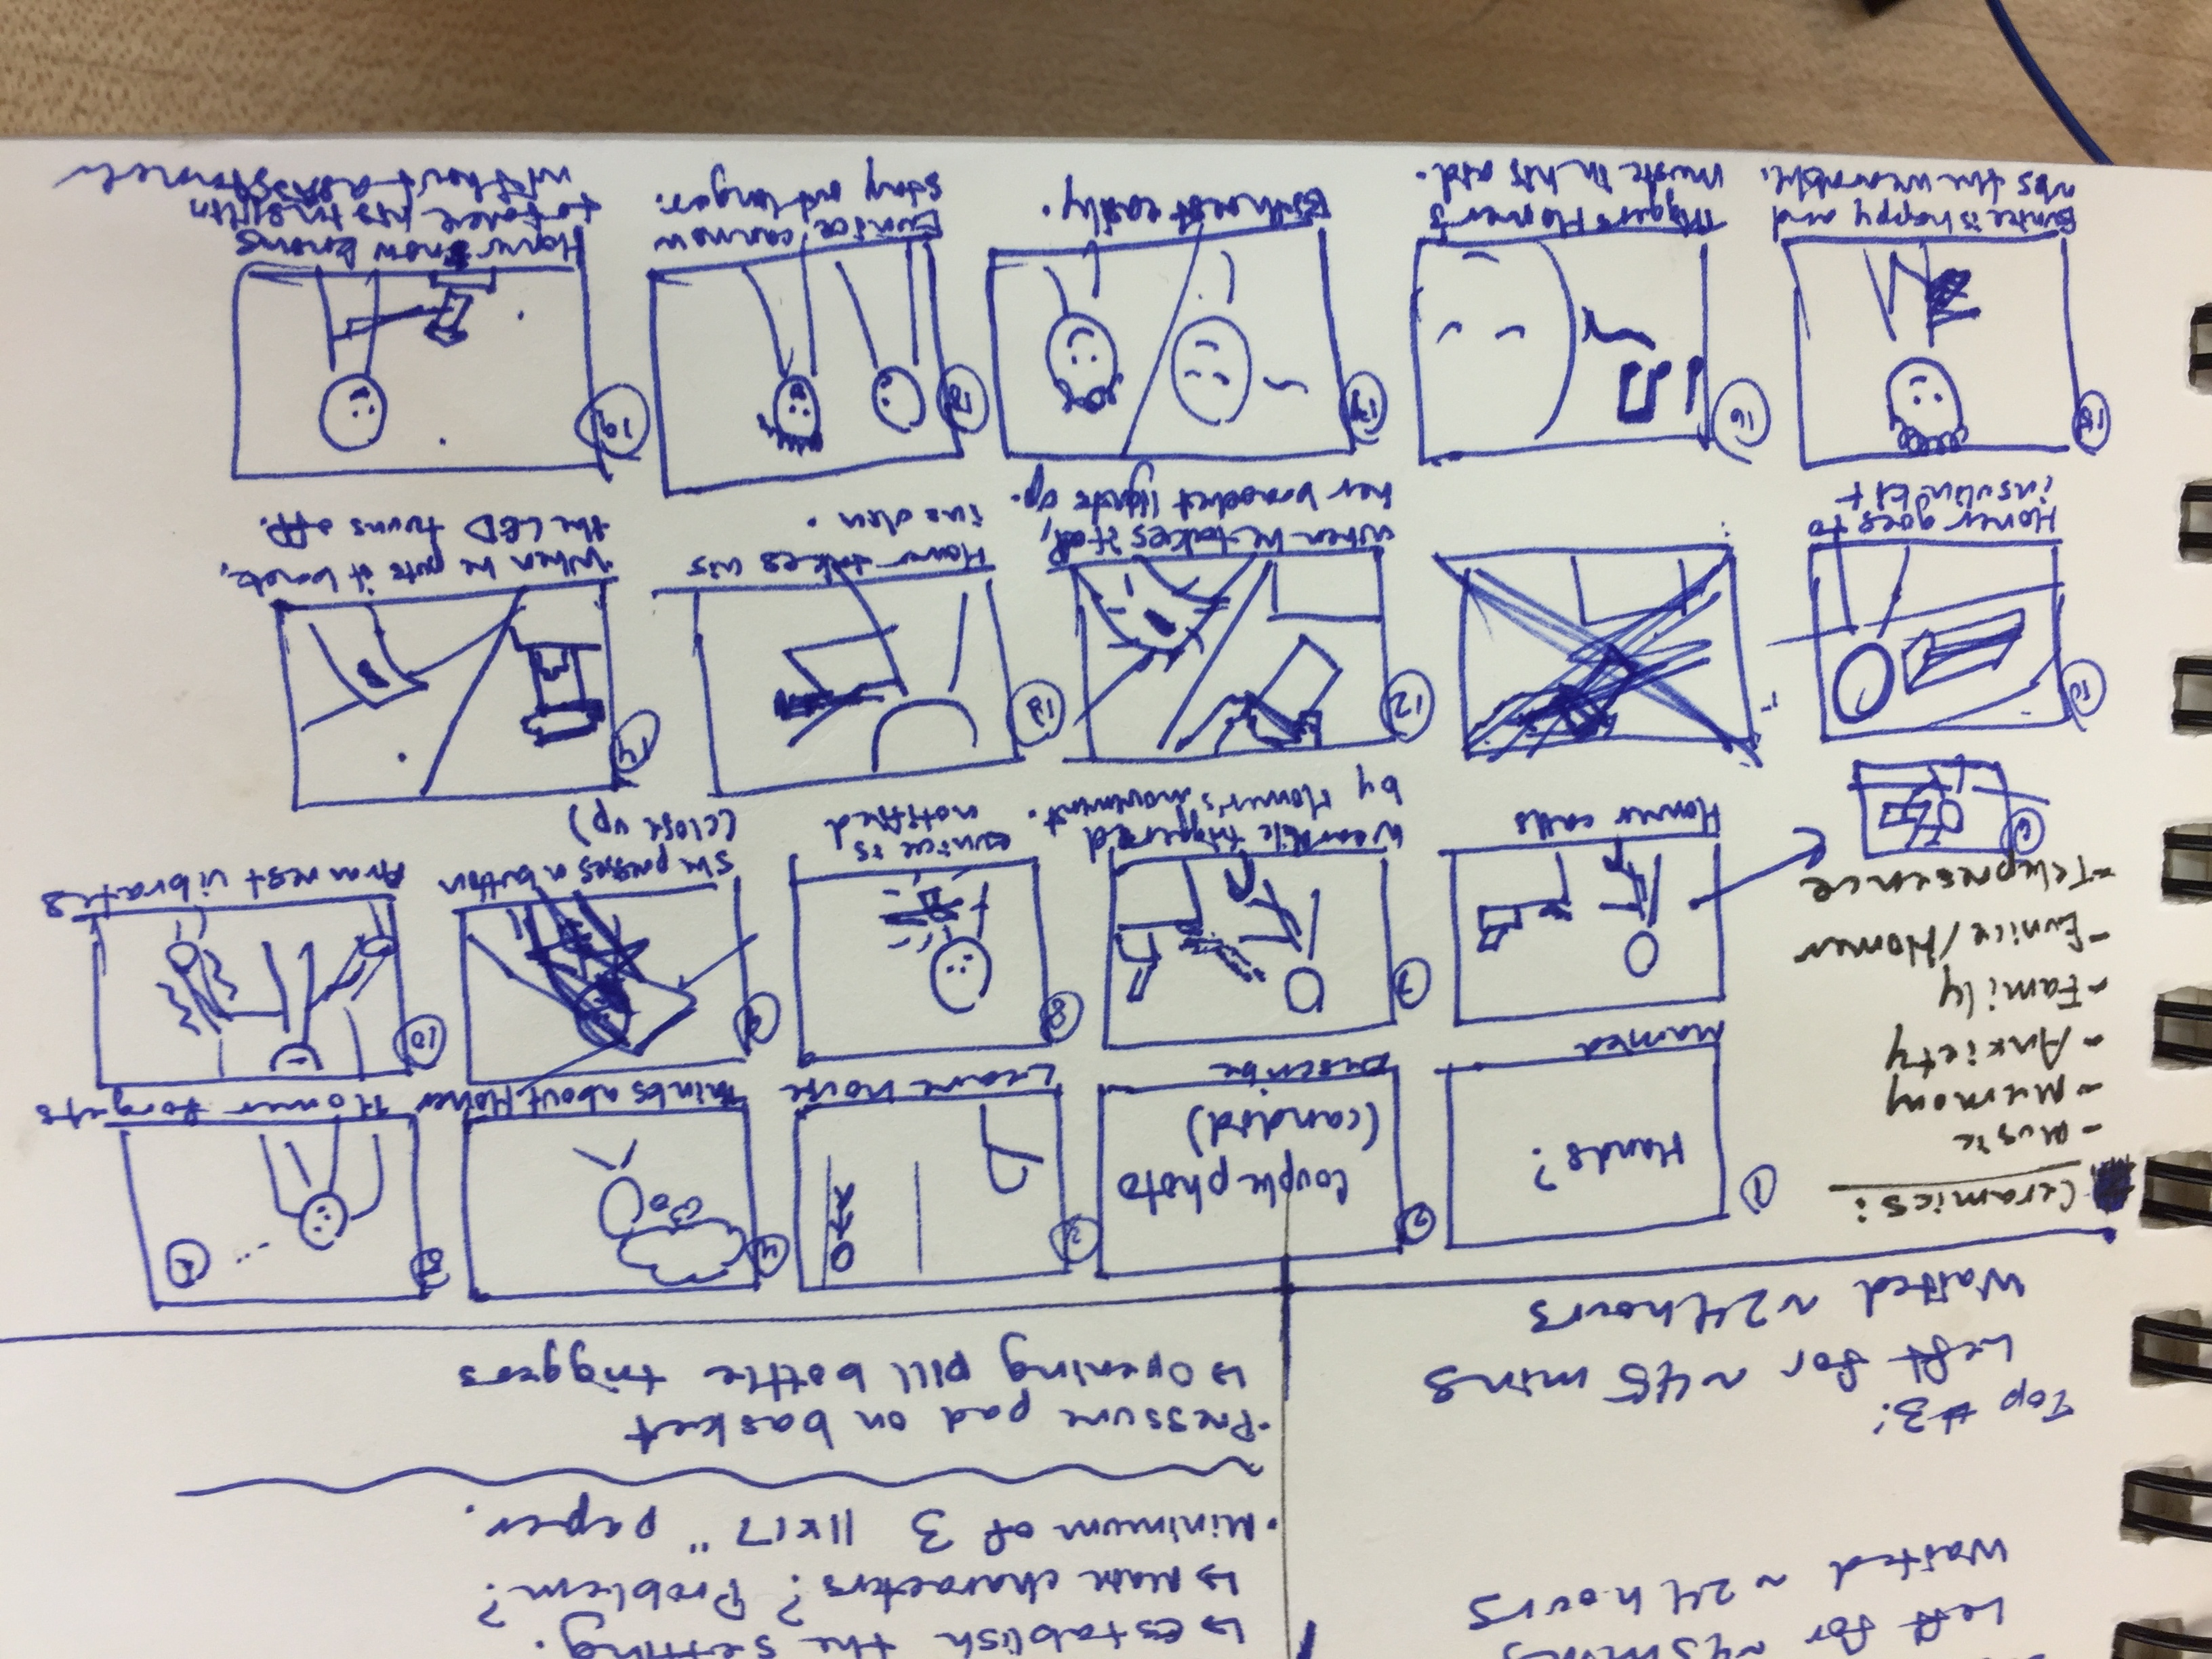 Left for ~45 mins
Waited ~24 hours
Top #3:
Left for ~45 mins
Waited ~24 hours
↳ Establish the setting.
↳ Main characters? Problem?
• Minimum of 3 11x17" paper.
• Pressure pad on basket
↳ Opening pill bottle triggers
Ceramics:
- Music
- Memory
- Anxiety
- Family
- Eunice/Homer
- Telepresence
1
Hands?
Married
2
Couple photo
(candid)
Describe
3
Leave house
4
Thinks about Homer
5
Homer forgets
6
Homer calls
7
Wearable triggered
by Homer's movement.
8
Eunice is
notified
9
She presses a button
(close up)
10
Arm rest vibrates
Homer goes to
insulin kit
12
When he takes it off,
her bracelet lights up.
13
Homer takes his
insulin.
14
When he puts it back,
the LED turns off.
15
Eunice is happy and
rubs the wearable.
16
Triggers Homer's
music in his aid.
17
Both rest easily.
18
Eunice can now
stay out longer.
19
Homer now knows
to take his insulin
without assistance